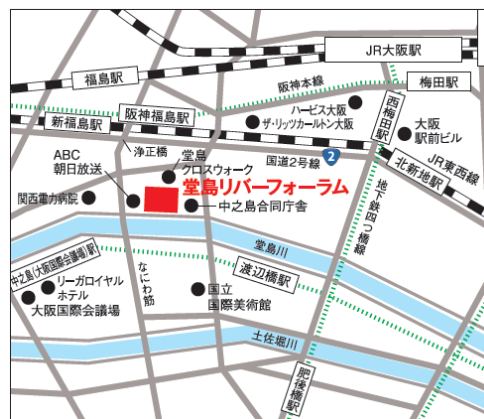 JR大阪駅
福島駅
阪神本線
梅田駅
阪神福島駅
ハービス大阪
ザ・リッツカールトン大阪
西梅田駅
新福島駅
大阪
駅前ビル
浄正橋
国道2号線
2
JR東西線
北新地駅
ABC
朝日放送
堂島
クロスウォーク
堂島リバーフォーラム
関西電力病院
中之島合同庁舎
地下鉄四つ橋線
堂島川
中之島(大阪国際会議場)駅
なにわ筋
渡辺橋駅
リーガロイヤル
ホテル
大阪国際会議場
国立
国際美術館
土佐堀川
肥後橋駅